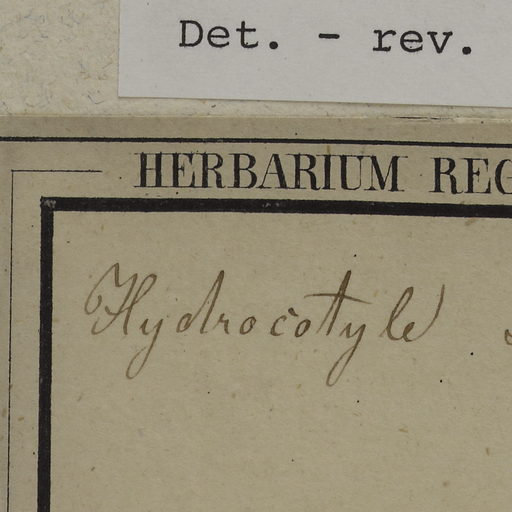 Det. - rev.
HERBARIUM REG
Hydrocotyle